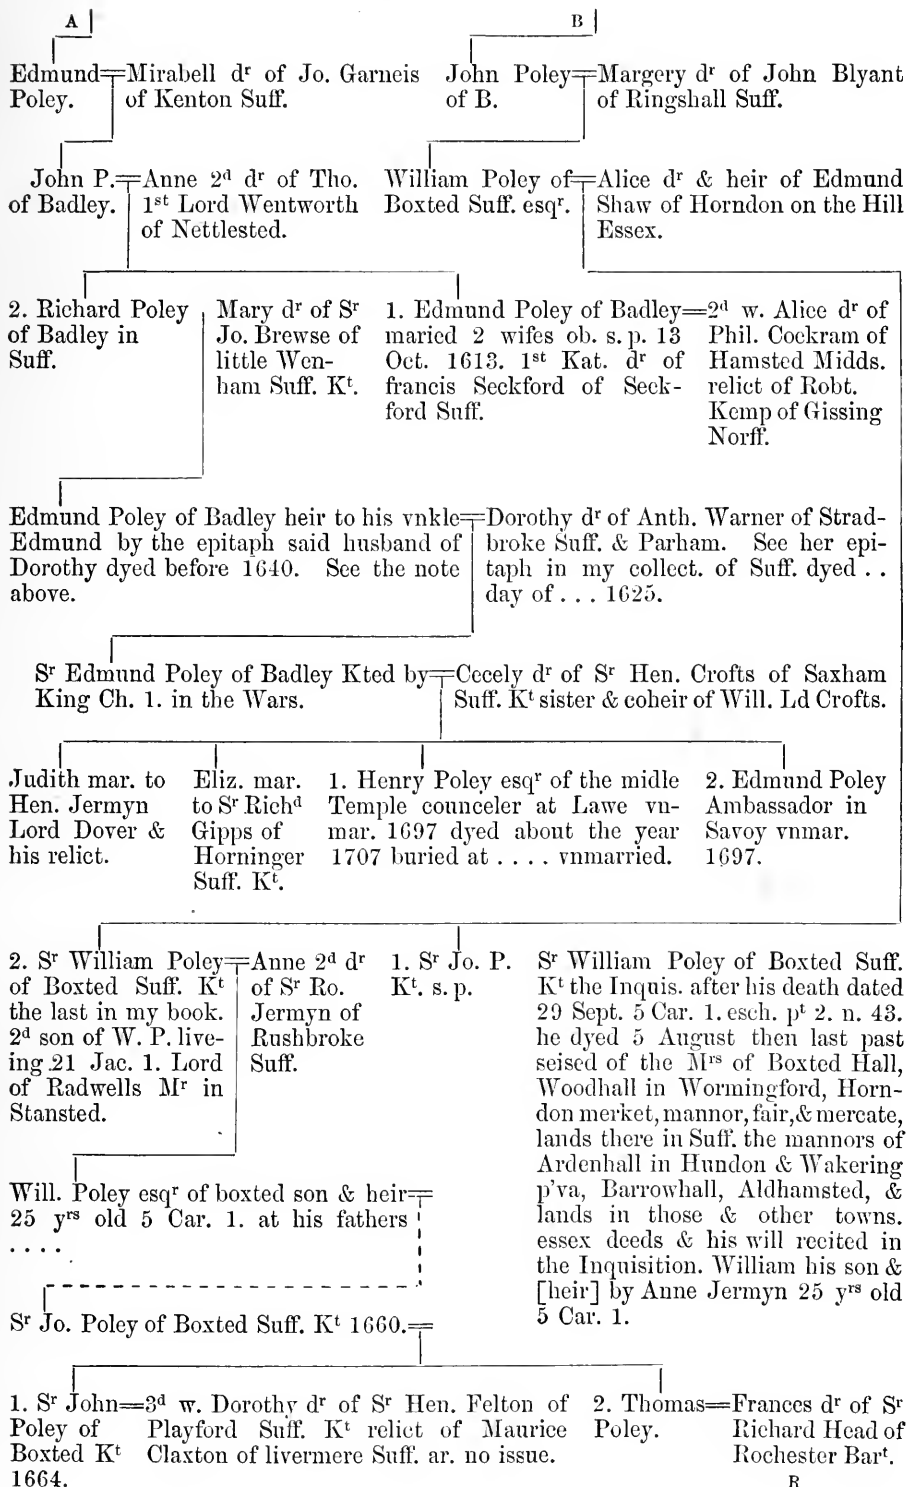 A
B
Edmund=Mirabell dr of Jo. Garneis
Poley. of Kenton Suff.
John Poley=Margery dr of John Blyant
of B. of Ringshall Suff.
John P.=Anne 2d dr of Tho.
of Badley. 1st Lord Wentworth
of Nettlested.
William Poley of=Alice dr & heir of Edmund
Boxted Suff. esqr. Shaw of Horndon on the Hill
Essex.
2. Richard Poley
of Badley in
Suff.
Mary dr of Sr
Jo. Brewse of
little Wen-
ham Suff. Kt.
1. Edmund Poley of Badley=
maried 2 wifes ob. s. p. 13
Oct. 1613. 1st Kat. dr of
francis Seckford of Seck-
ford Suff.
2d w. Alice dr of
Phil. Cockram of
Hamsted Midds.
relict of Robt.
Kemp of Gissing
Norff.
Edmund Poley of Badley heir to his vnkle=
Edmund by the epitaph said husband of
Dorothy dyed before 1640. See the note
above.
Dorothy dr of Anth. Warner of Strad-
broke Suff. & Parham. See her epi-
taph in my collect. of Suff. dyed . .
day of . . . 1625.
Sr Edmund Poley of Badley Kted by=
King Ch. 1. in the Wars.
Cecely dr of Sr Hen. Crofts of Saxham
Suff. Kt sister & coheir of Will. Ld Crofts.
Judith mar. to
Hen. Jermyn
Lord Dover &
his relict.
Eliz. mar.
to Sr Richd
Gipps of
Horninger
Suff. Kt.
1. Henry Poley esqr of the midle
Temple counceler at Lawe vn-
mar. 1697 dyed about the year
1707 buried at . . . . vnmarried.
2. Edmund Poley
Ambassador in
Savoy vnmar.
1697.
2. Sr William Poley=
of Boxted Suff. Kt
the last in my book.
2d son of W. P. live-
ing 21 Jac. 1. Lord
of Radwells Mr in
Stansted.
Anne 2d dr
of Sr Ro.
Jermyn of
Rushbroke
Suff.
1. Sr Jo. P.
Kt. s. p.
Sr William Poley of Boxted Suff.
Kt the Inquis. after his death dated
29 Sept. 5 Car. 1. esch. pt 2. n. 43.
he dyed 5 August then last past
seised of the Mrs of Boxted Hall,
Woodhall in Wormingford, Horn-
don merket, mannor, fair, & mercate,
lands there in Suff. the mannors of
Ardenhall in Hundon & Wakering
p'va, Barrowhall, Aldhamsted, &
lands in those & other towns.
essex deeds & his will recited in
the Inquisition. William his son &
[heir] by Anne Jermyn 25 yrs old
5 Car. 1.
Will. Poley esqr of boxted son & heir=
25 yrs old 5 Car. 1. at his fathers
. . . .
Sr Jo. Poley of Boxted Suff. Kt 1660.=
1. Sr John=
Poley of
Boxted Kt
1664.
3d w. Dorothy dr of Sr Hen. Felton of
Playford Suff. Kt relict of Maurice
Claxton of livermere Suff. ar. no issue.
2. Thomas=
Poley.
Frances dr of Sr
Richard Head of
Rochester Bart.
R